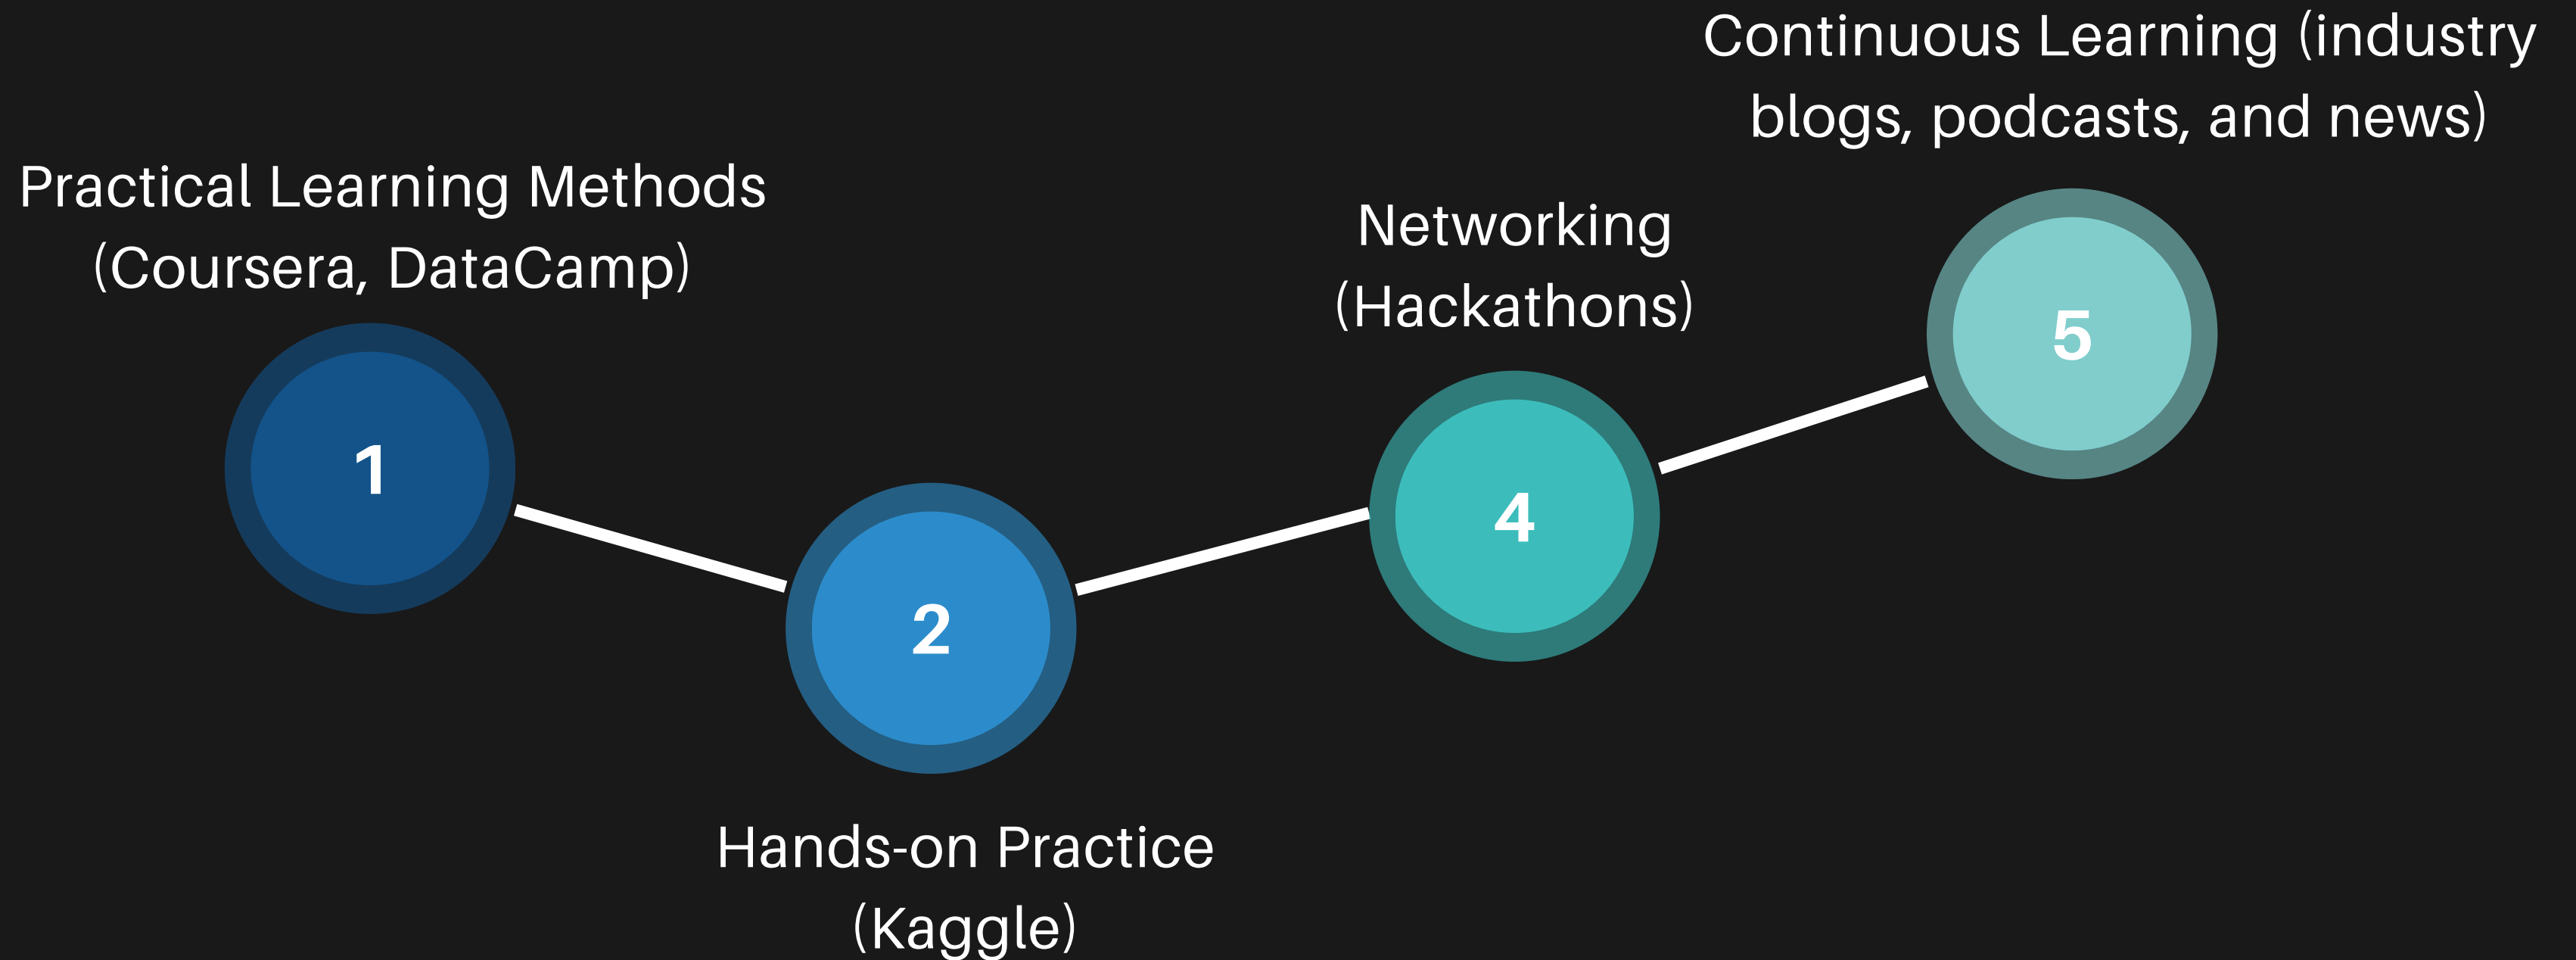 Practical Learning Methods
(Coursera, DataCamp)
1
2
Hands-on Practice
(Kaggle)
Networking
(Hackathons)
4
Continuous Learning (industry
blogs, podcasts, and news)
5